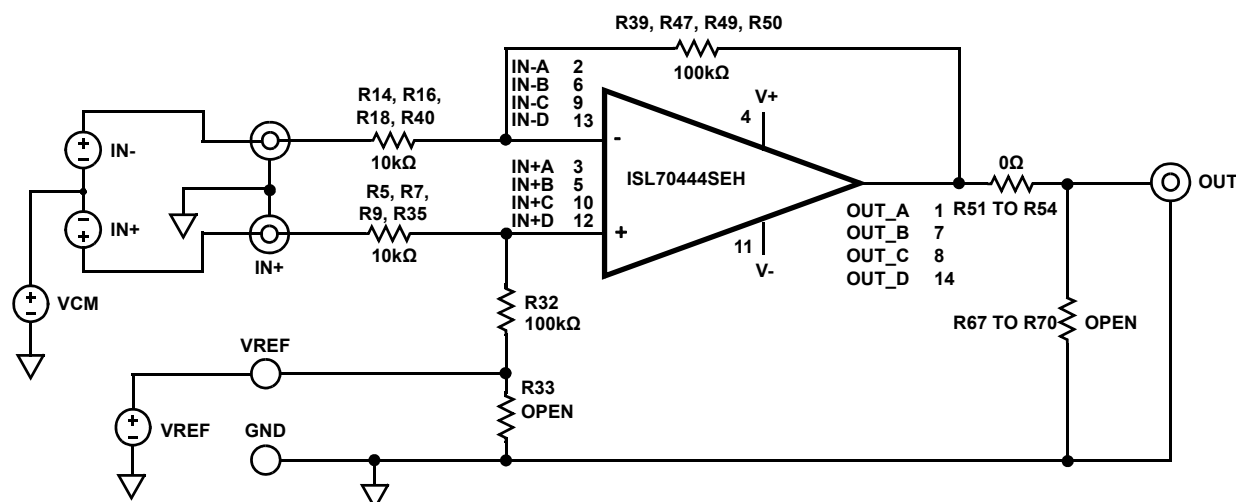 R39, R47, R49, R50
100kΩ
IN-A 2
IN-B 6
IN-C 9
IN-D 13
R14, R16,
R18, R40
10kΩ
V+
4
+
-
IN-
-
ISL70444SEH
0Ω
OUT
R51 TO R54
IN+A 3
IN+B 5
IN+C 10
IN+D 12
R5, R7,
R9, R35
10kΩ
-
+
IN+
+
IN+
11
V-
OUT_A 1
OUT_B 7
OUT_C 8
OUT_D 14
+
-
VCM
R32
100kΩ
R67 TO R70
OPEN
VREF
R33
OPEN
+
-
VREF
GND